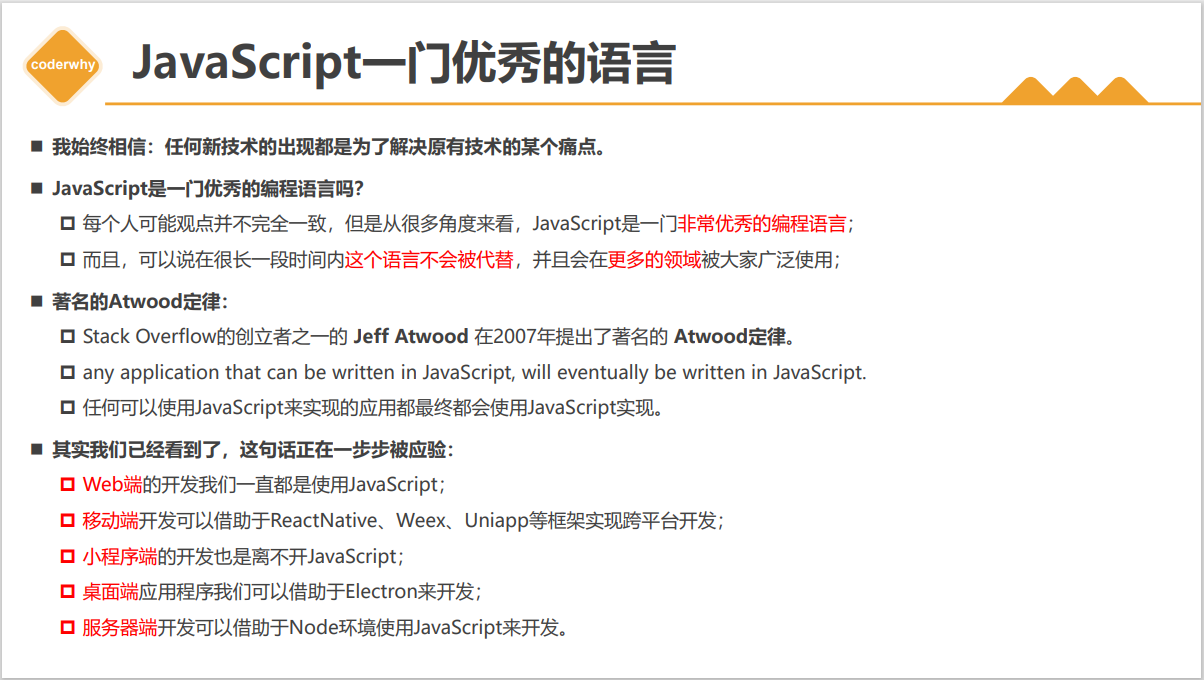 coderwhy
JavaScript一门优秀的语言
我始终相信：任何新技术的出现都是为了解决原有技术的某个痛点。
JavaScript是一门优秀的编程语言吗？
每个人可能观点并不完全一致，但是从很多角度来看，JavaScript是一门非常优秀的编程语言；
而且，可以说在很长一段时间内这个语言不会被代替，并且会在更多的领域被大家广泛使用；
著名的Atwood定律：
Stack Overflow的创立者之一的 Jeff Atwood 在2007年提出了著名的 Atwood定律。
any application that can be written in JavaScript, will eventually be written in JavaScript.
任何可以使用JavaScript来实现的应用都最终都会使用JavaScript实现。
其实我们已经看到了，这句话正在一步步被应验：
Web端的开发我们一直都是使用JavaScript；
移动端开发可以借助于ReactNative、Weex、Uniapp等框架实现跨平台开发；
小程序端的开发也是离不开JavaScript；
桌面端应用程序我们可以借助于Electron来开发；
服务器端开发可以借助于Node环境使用JavaScript来开发。